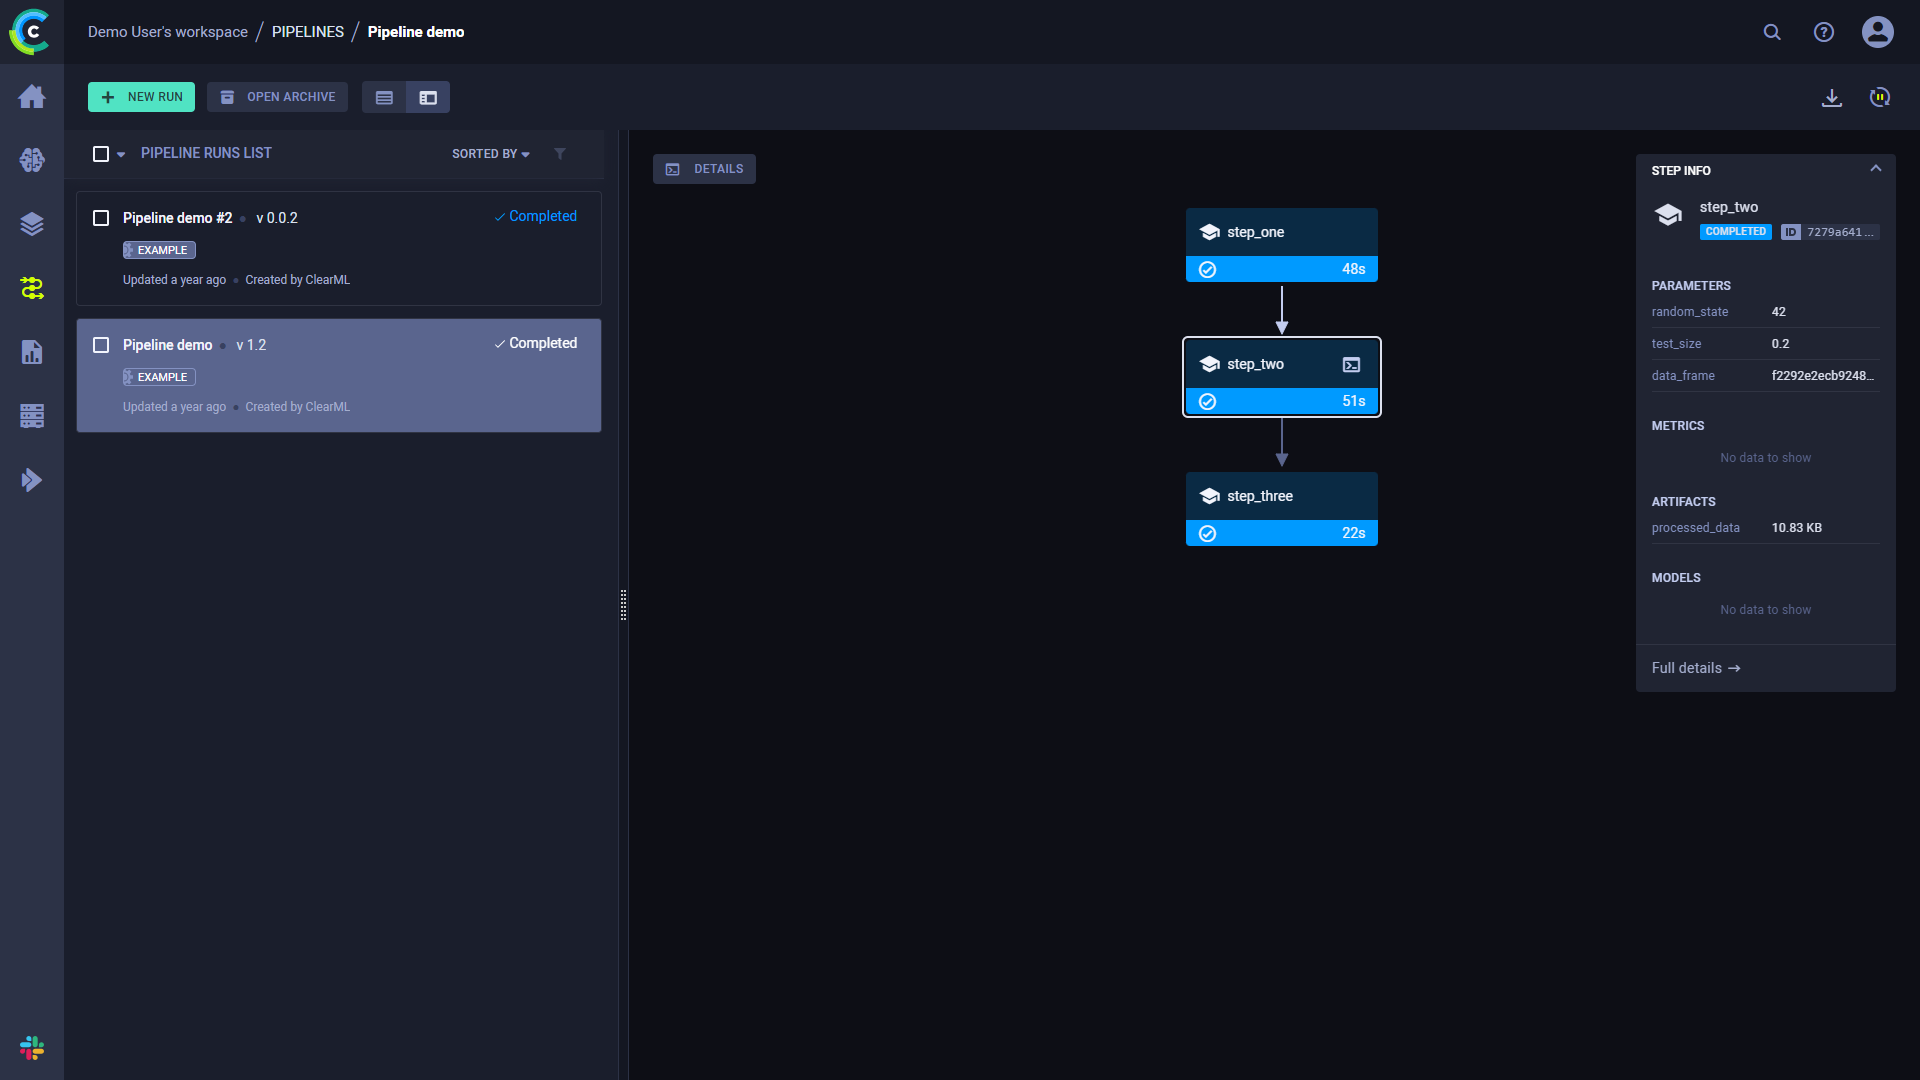 Demo User's workspace / PIPELINES / Pipeline demo
NEW RUN
OPEN ARCHIVE
PIPELINE RUNS LIST
SORTED BY
Pipeline demo #2 • v 0.0.2
Completed
EXAMPLE
Updated a year ago • Created by ClearML
Pipeline demo • v 1.2
Completed
EXAMPLE
Updated a year ago • Created by ClearML
DETAILS
step_one
48s
step_two
51s
step_three
22s
STEP INFO
step_two
COMPLETED ID 7279a641 ...
PARAMETERS
random_state 42
test_size 0.2
data_frame f2292e2ecb9248...
METRICS
No data to show
ARTIFACTS
processed_data 10.83 KB
MODELS
No data to show
Full details →